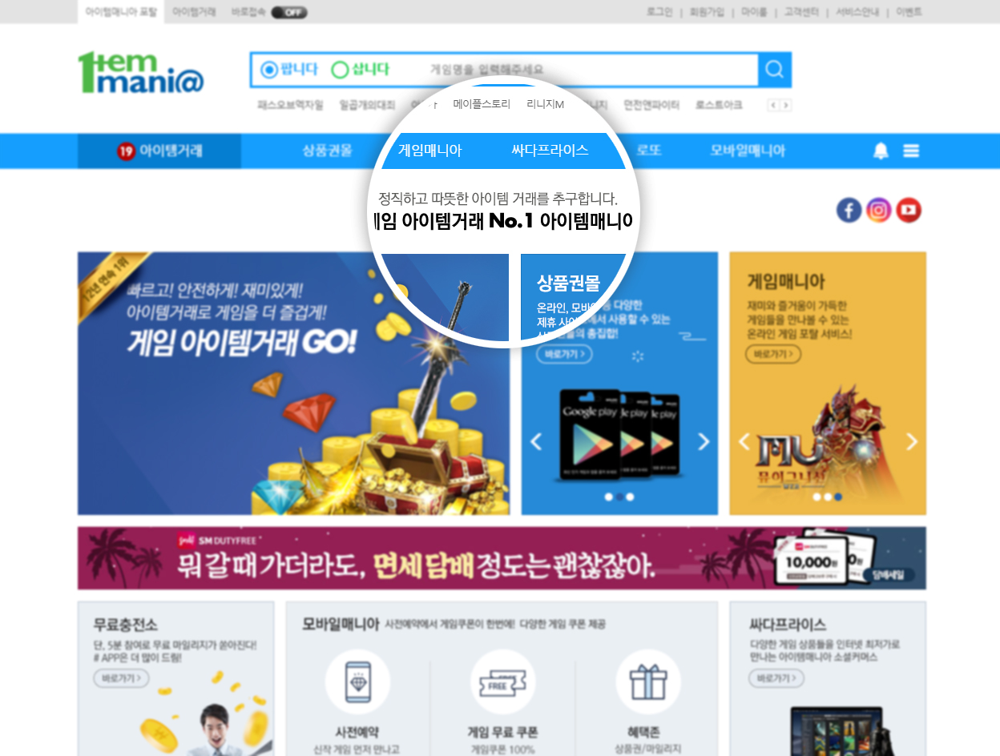 아이템매니아 포탈 아이템거래 바로접속 OFF 로그인 | 회원가입 | 마이룸 | 고객센터 | 서비스안내 | 이벤트
Item mani@
팝니다 삽니다 게임명을 입력해주세요
패스오브엑자일 일곱개의대죄 메이플스토리 리니지M 던전앤파이터 로스트아크
19 아이템거래 상품권몰 게임매니아 싸다프라이스 로또 모바일매니아
정직하고 따뜻한 아이템 거래를 추구합니다.
게임 아이템거래 No.1 아이템매니아
12년 연속 1위
빠르고! 안전하게! 재미있게!
아이템거래로 게임을 더 즐겁게!
게임 아이템거래 GO!
상품권몰
온라인, 모바일 등 다양한
제휴 사이트에서 사용할 수 있는
상품권들의 총집합!
바로가기 >
Google play
게임매니아
재미와 즐거움이 가득한
게임들을 만나볼 수 있는
온라인 게임 포탈 서비스!
바로가기 >
MU
뮤이그니션
SM DUTYFREE
뭐 갈 때 가더라도, 면세담배 정도는 괜찮잖아.
10,000원
담배세일
무료충전소
단, 5분 참여로 무료 마일리지가 쏟아진다!
# APP은 더 많이 드림!
바로가기 >
모바일매니아 사전예약에서 게임쿠폰이 한번에! 다양한 게임 쿠폰 제공
FREE
사전예약
신작 게임 먼저 만나고
게임 무료 쿠폰
게임쿠폰 100%
혜택존
상품권/마일리지
싸다프라이스
다양한 게임 상품들을 인터넷 최저가로
만나는 아이템매니아 소셜커머스
바로가기 >